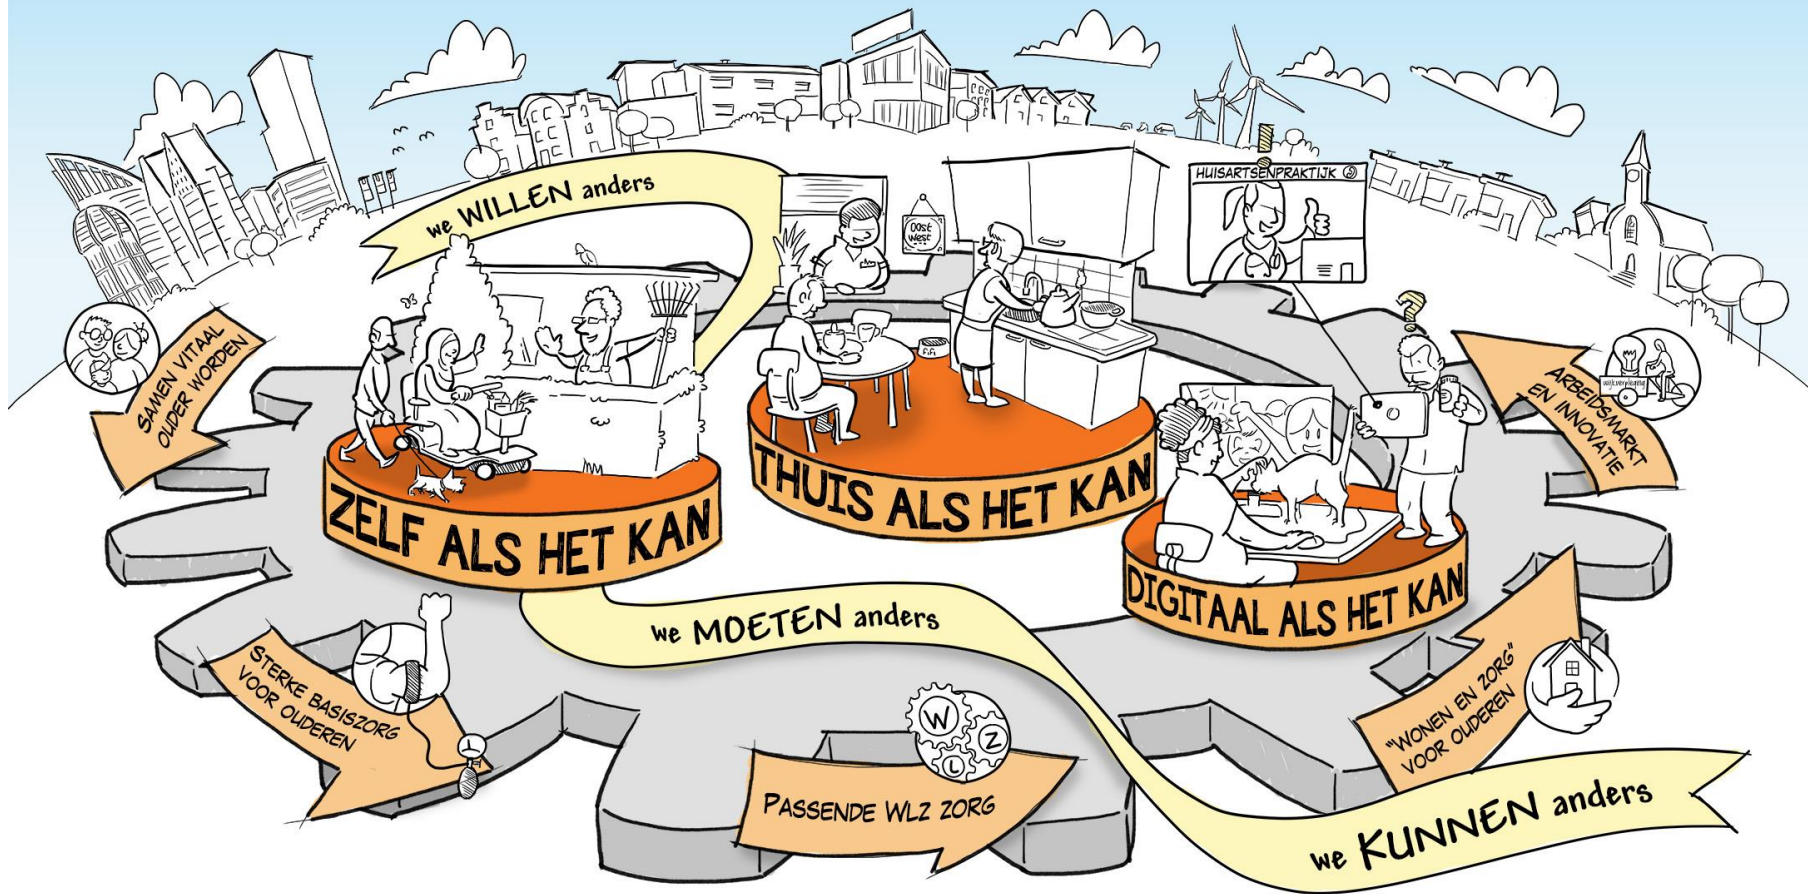 we WILLEN anders
HUISARTSENPRAKTIJK
OOST
WEST
FiFi
SAMEN VITAAL
OUDER WORDEN
wijkverpleging
ARBEIDSMARKT
EN INNOVATIE
ZELF ALS HET KAN
THUIS ALS HET KAN
DIGITAAL ALS HET KAN
we MOETEN anders
STERKE BASISZORG
VOOR OUDEREN
W
Z
L
PASSENDE WLZ ZORG
"WONEN EN ZORG"
VOOR OUDEREN
we KUNNEN anders
!
?